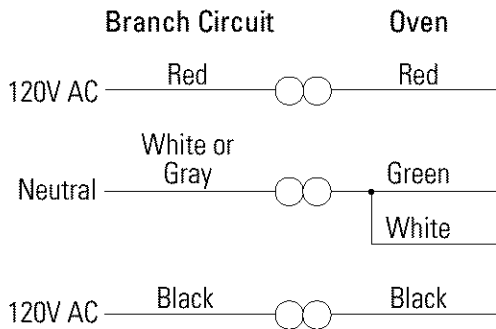 Branch Circuit Oven
120V AC Red Red
White or
Gray
Neutral Green
White
120V AC Black Black